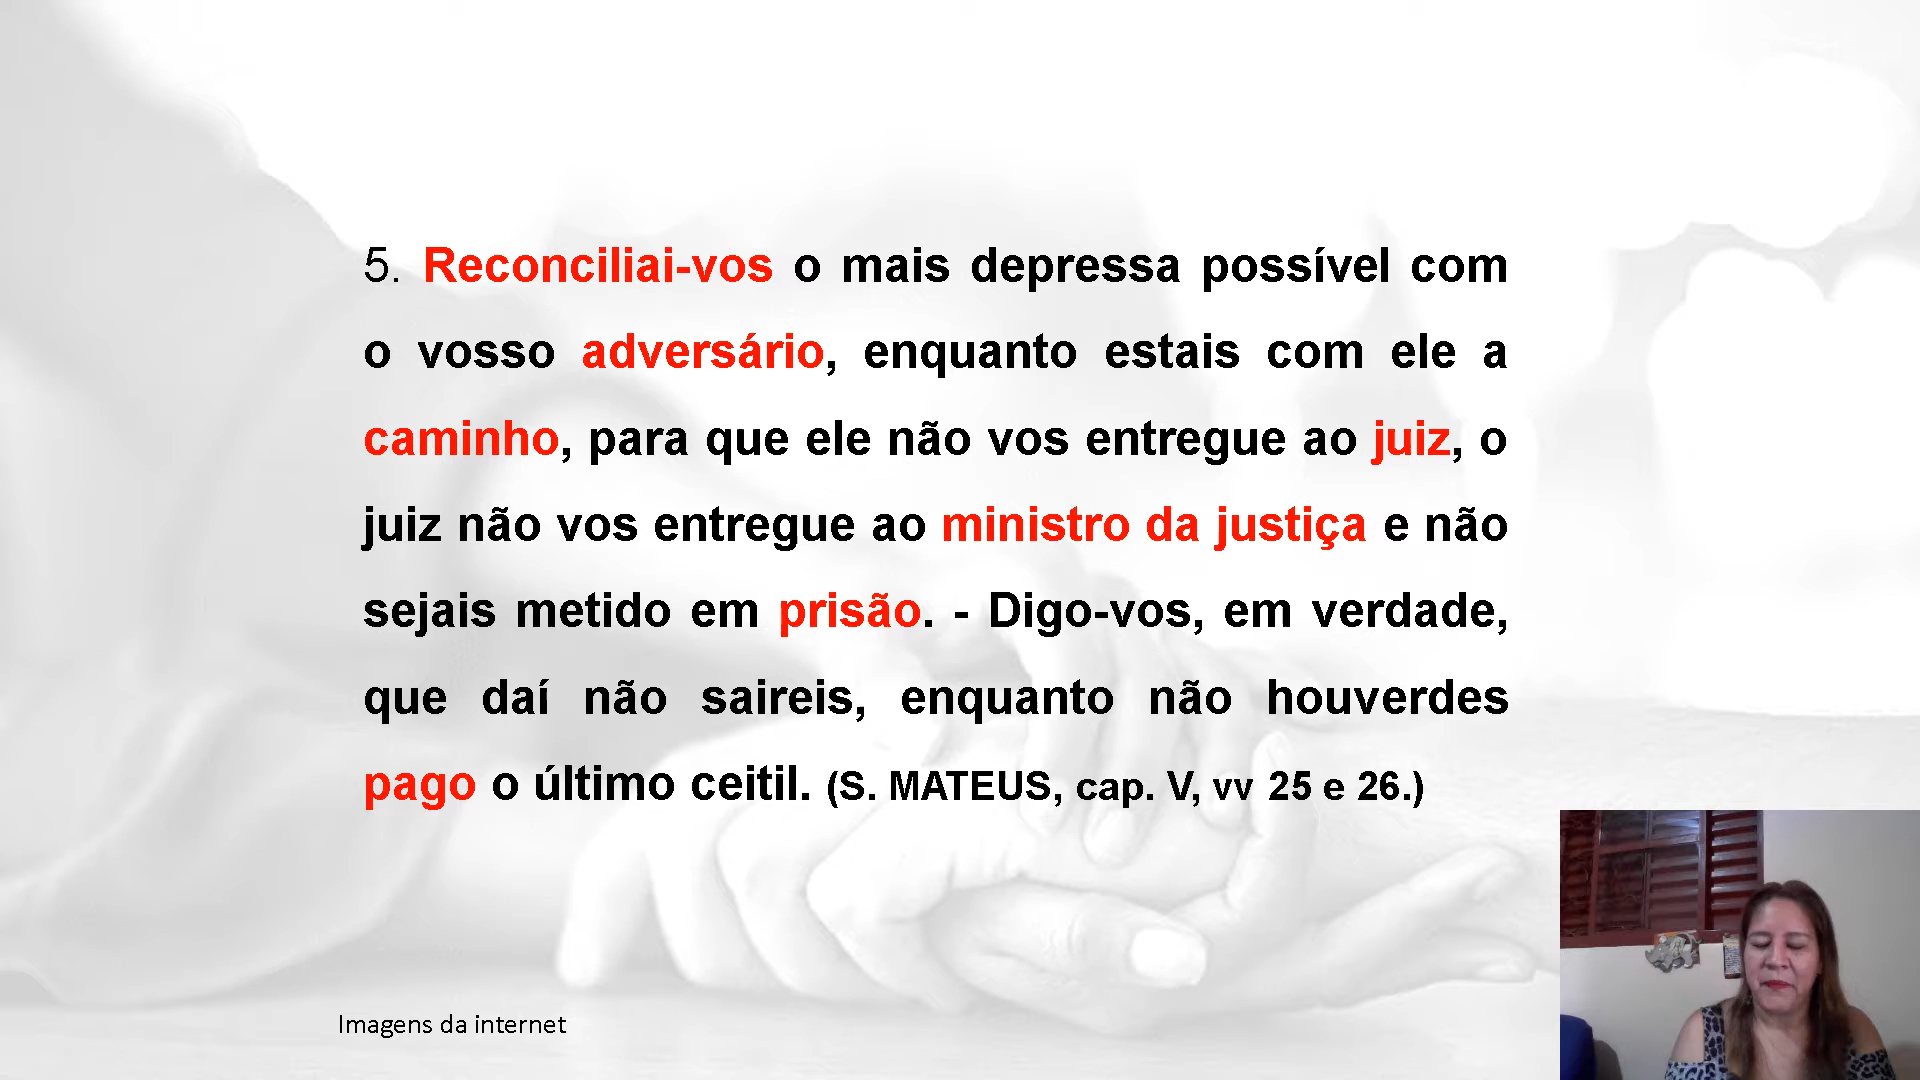 5. Reconciliai-vos o mais depressa possível com
o vosso adversário, enquanto estais com ele a
caminho, para que ele não vos entregue ao juiz, o
juiz não vos entregue ao ministro da justiça e não
sejais metido em prisão. - Digo-vos, em verdade,
que daí não saireis, enquanto não houverdes
pago o último ceitil. (S. MATEUS, cap. V, vv 25 e 26.)
Imagens da internet